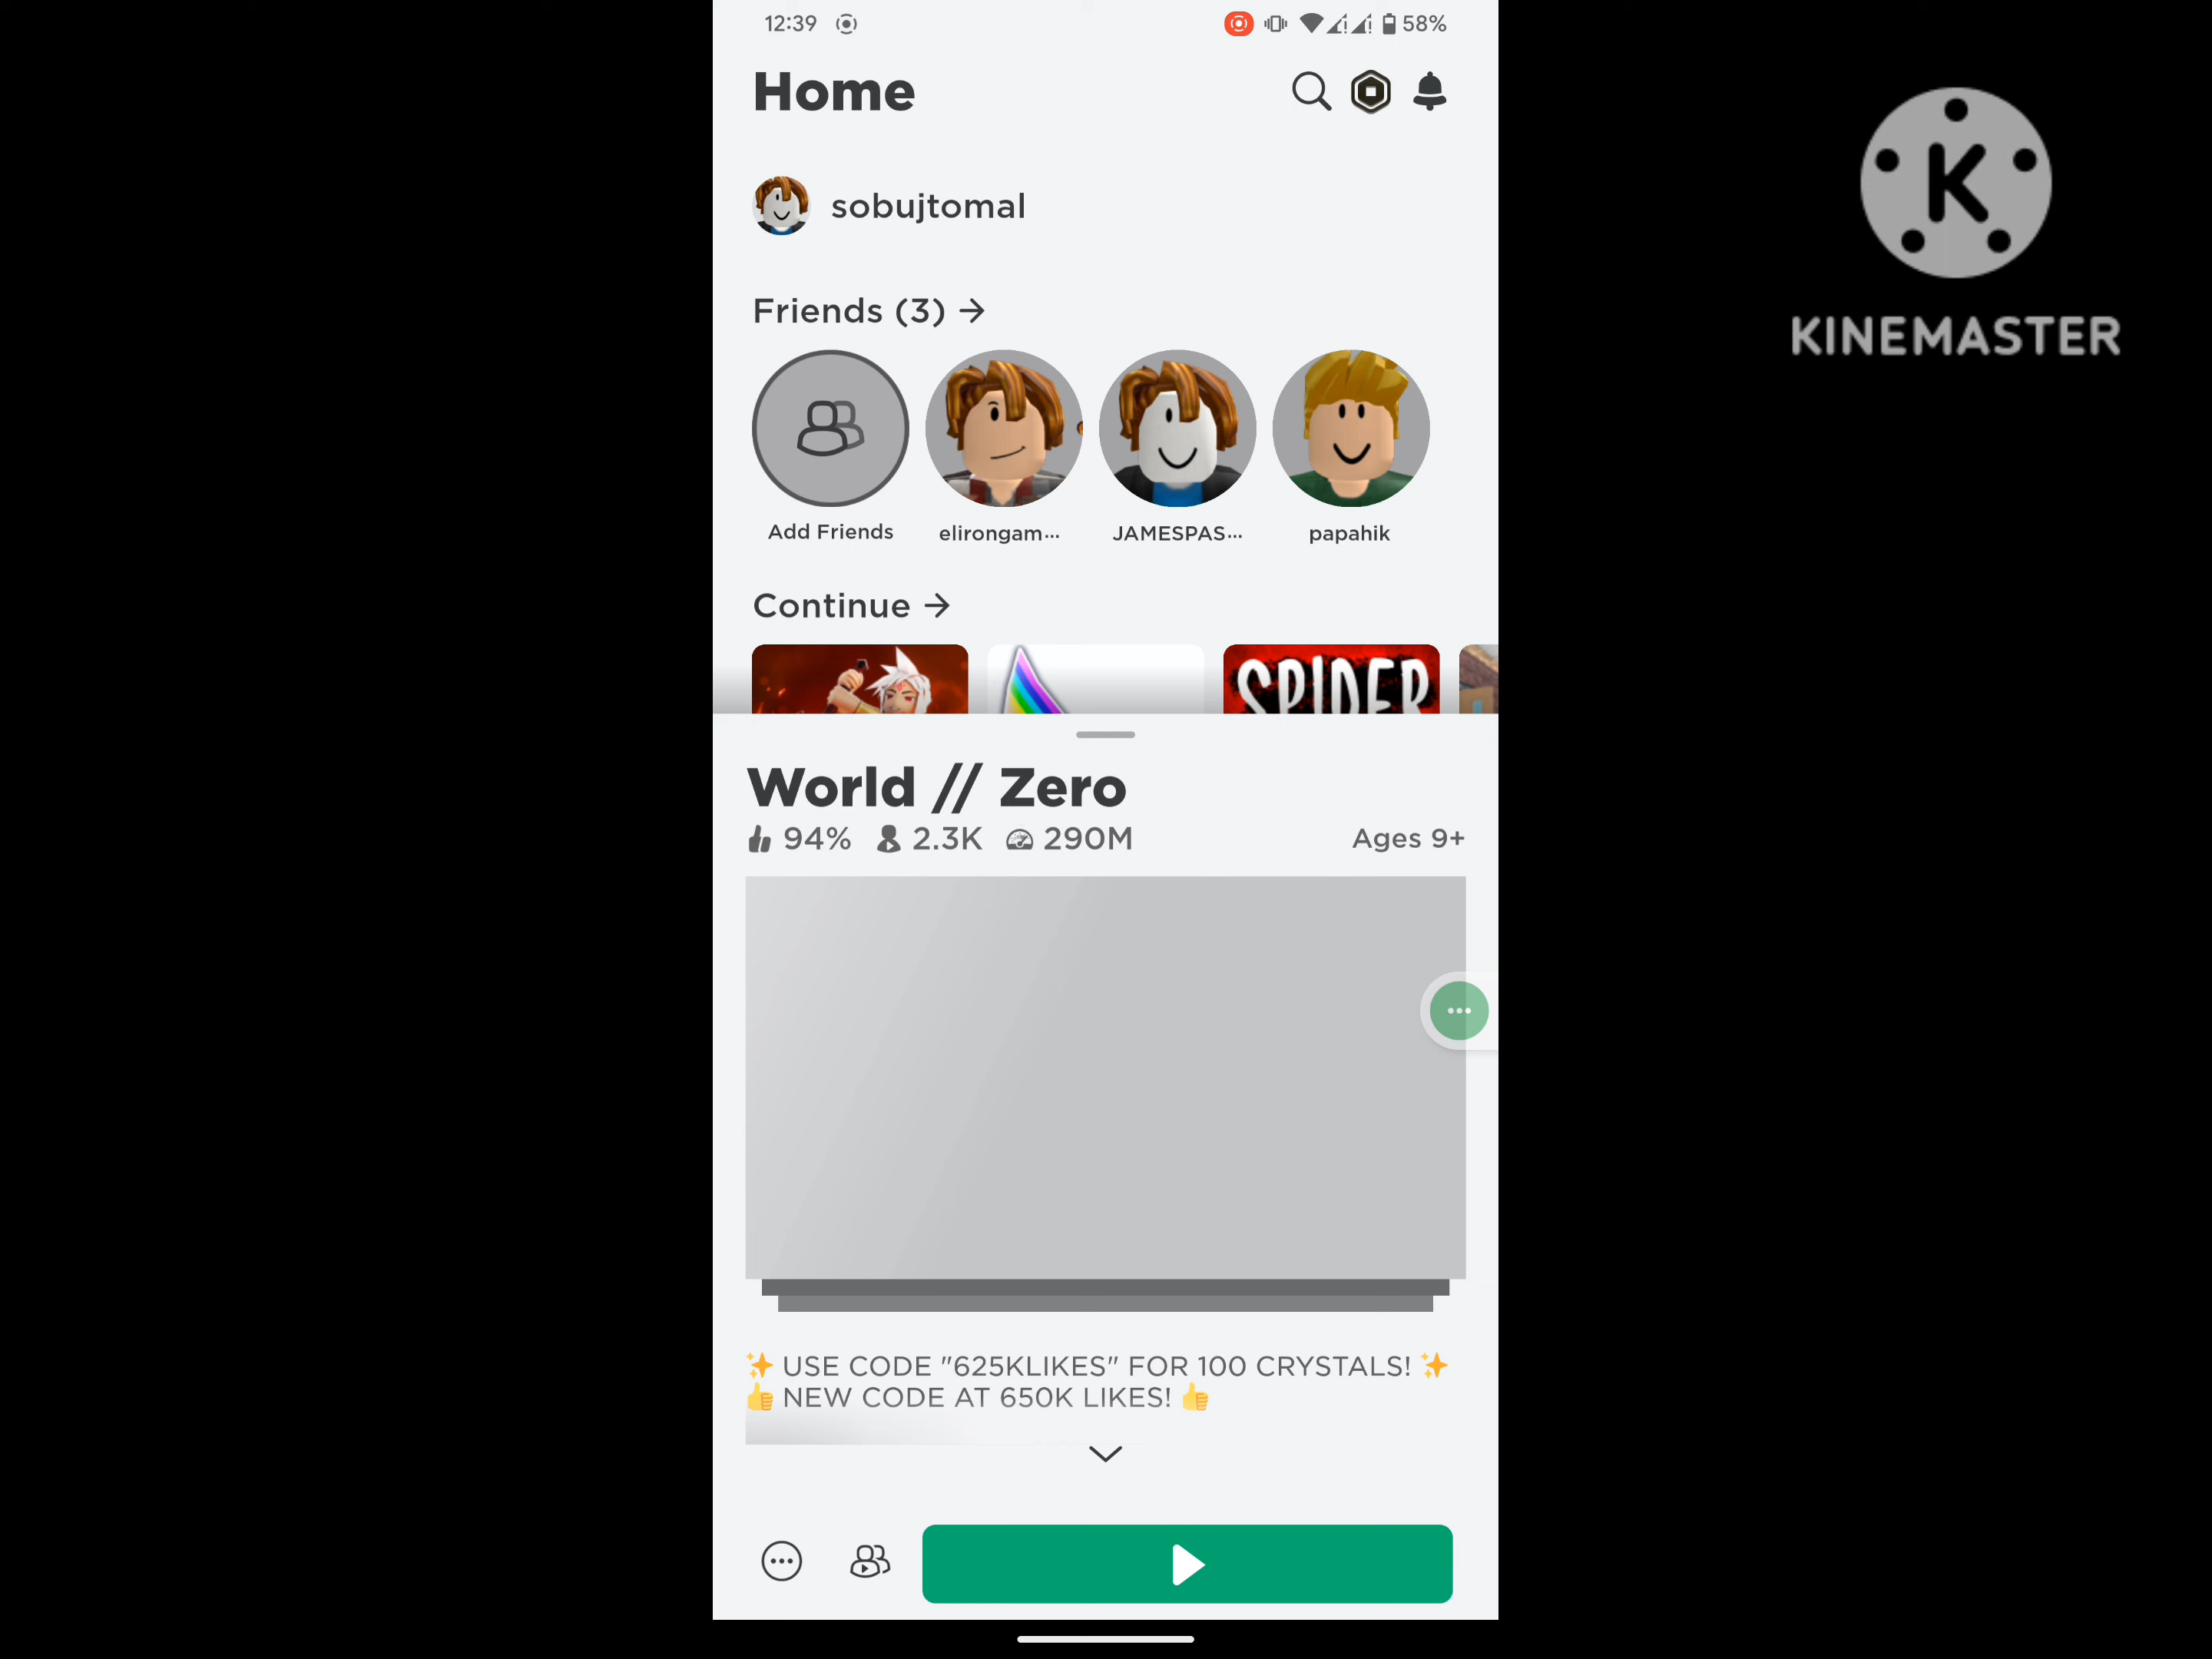 12:39
58%
Home
sobujtomal
Friends (3) →
Add Friends
elirongam...
JAMESPAS...
papahik
Continue →
SPIDER
World // Zero
94% 2.3K 290M Ages 9+
✨ USE CODE "625KLIKES" FOR 100 CRYSTALS! ✨
👍 NEW CODE AT 650K LIKES! 👍
K
KINEMASTER